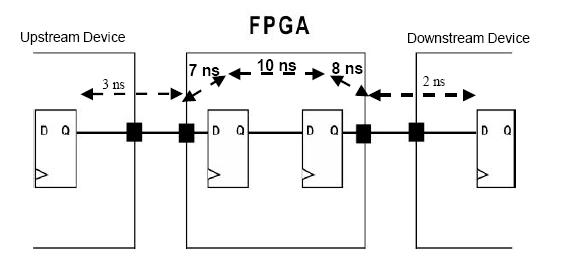 FPGA
Upstream Device
Downstream Device
3 ns
7 ns
10 ns
8 ns
2 ns
D Q
D Q
D Q
D Q